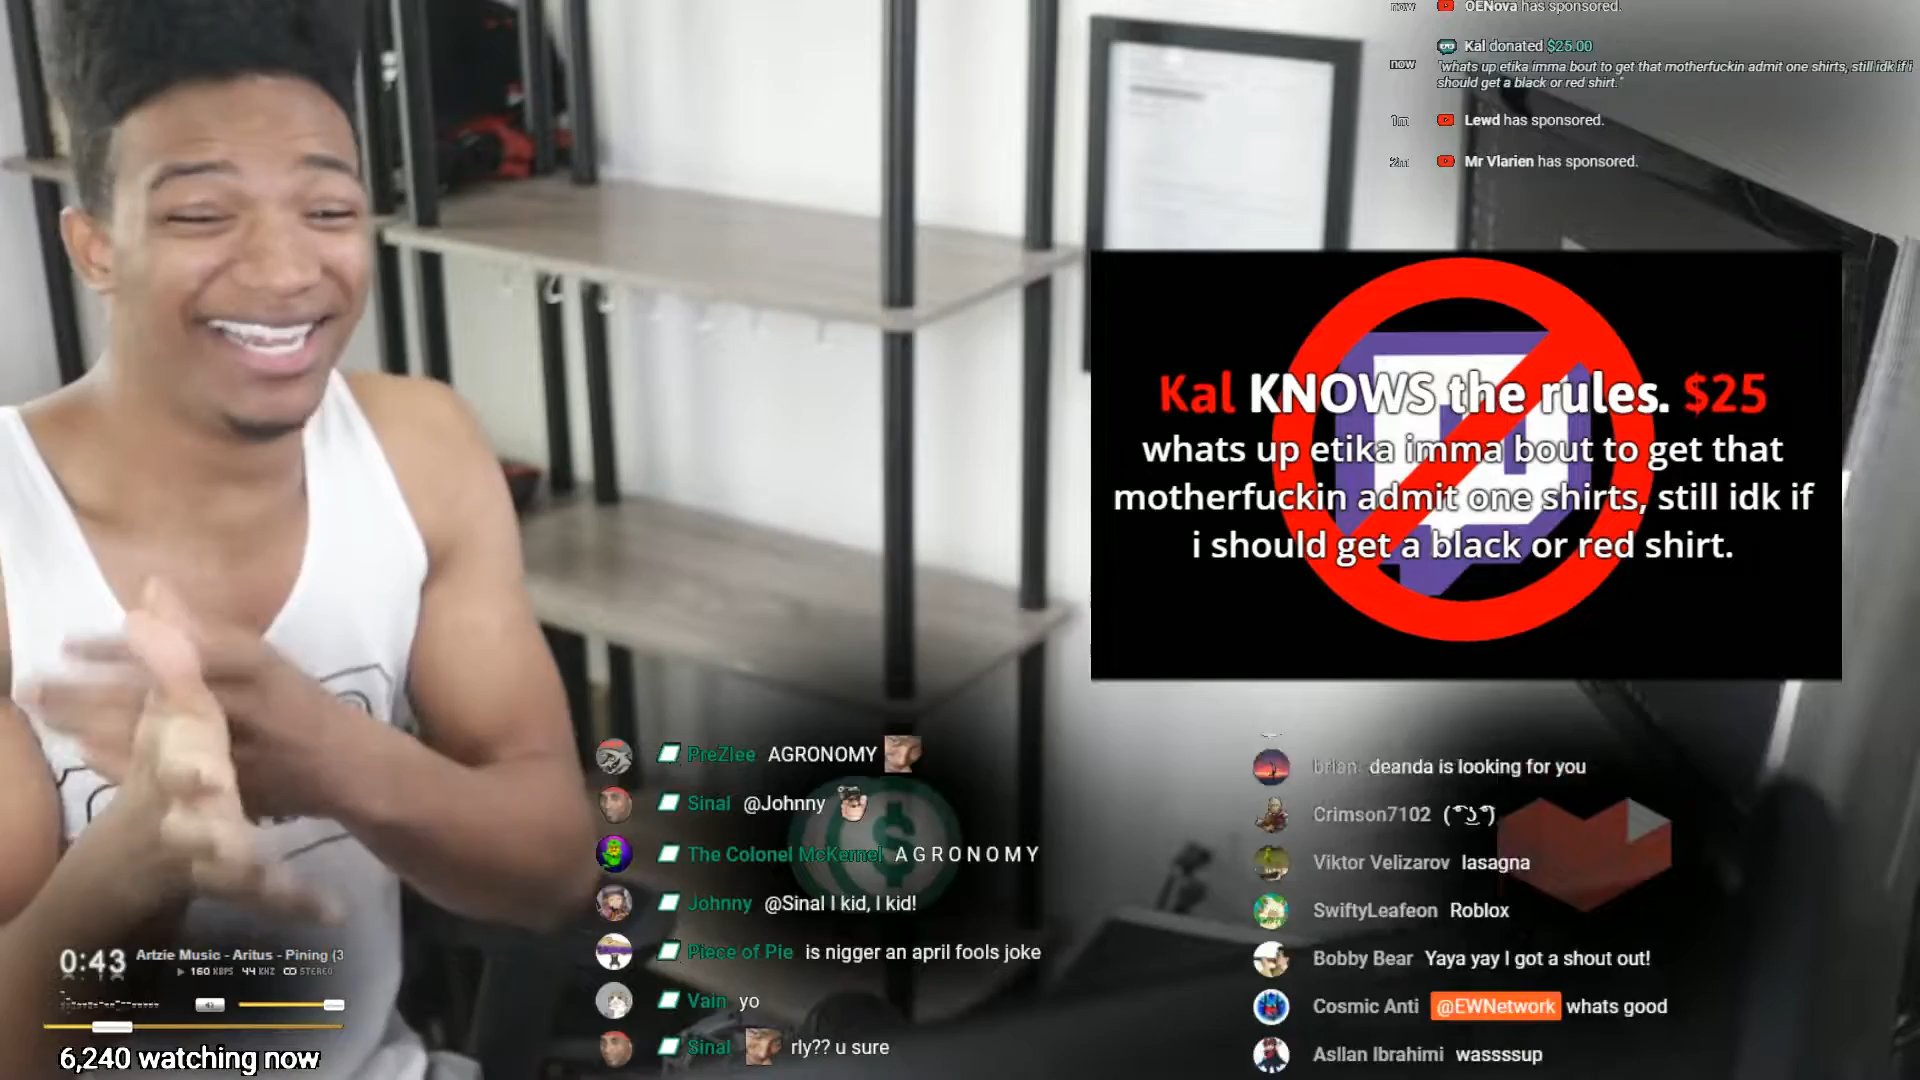 now OENova has sponsored.
Kal donated $25.00
now "whats up etika imma bout to get that motherfuckin admit one shirts, still idk if i
should get a black or red shirt."
1m Lewd has sponsored.
2m Mr Vlarien has sponsored.
Kal KNOWS the rules. $25
whats up etika imma bout to get that
motherfuckin admit one shirts, still idk if
i should get a black or red shirt.
PreZlee AGRONOMY
Sinal @Johnny
The Colonel McKernel A G R O N O M Y
Johnny @Sinal I kid, I kid!
Piece of Pie is nigger an april fools joke
Vain yo
Sinal rly?? u sure
brian deanda is looking for you
Crimson7102 ( ͡° ͜ʖ ͡°)
Viktor Velizarov lasagna
SwiftyLeafeon Roblox
Bobby Bear Yaya yay I got a shout out!
Cosmic Anti @EWNetwork whats good
Asllan Ibrahimi wassssup
0:43 Artzie Music - Aritus - Pining (3
160 KBPS 44 KHZ STEREO
6,240 watching now